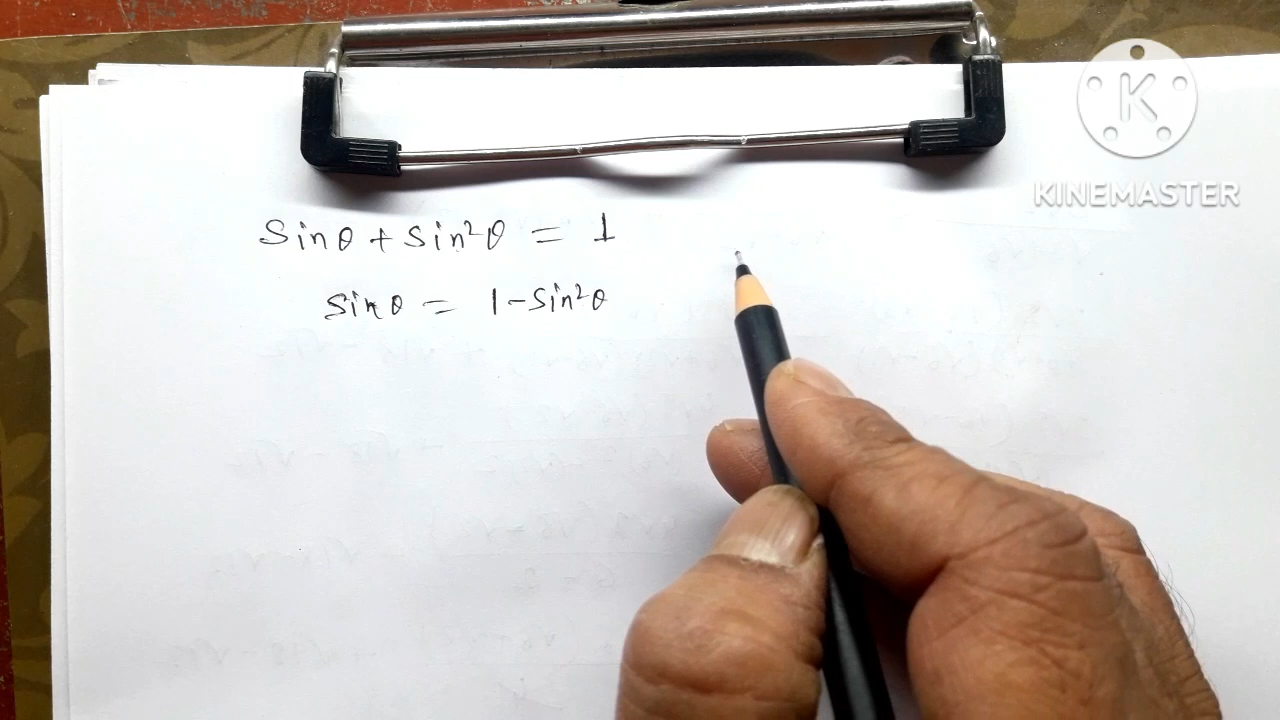 K
KINEMASTER
Sinθ + Sin²θ = 1
Sinθ = 1 - Sin²θ